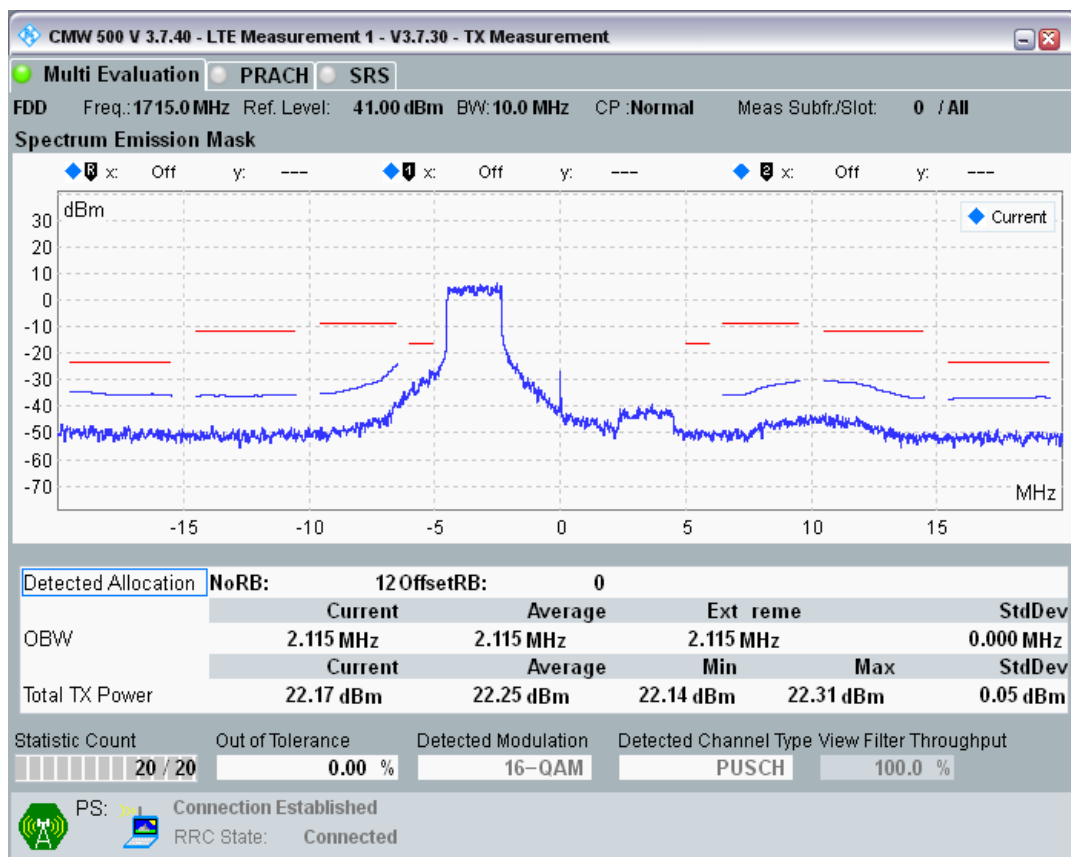 CMW 500 V 3.7.40 - LTE Measurement 1 - V3.7.30 - TX Measurement
Multi Evaluation PRACH SRS
FDD Freq.: 1715.0 MHz Ref. Level: 41.00 dBm BW: 10.0 MHz CP : Normal Meas Subfr./Slot: 0 / All
Spectrum Emission Mask
R x: Off y: --- 1 x: Off y: --- 2 x: Off y: ---
dBm
Current
30
20
10
0
-10
-20
-30
-40
-50
-60
-70
MHz
-15 -10 -5 0 5 10 15
Detected Allocation NoRB: 12 OffsetRB: 0
Current Average Ext reme StdDev
OBW 2.115 MHz 2.115 MHz 2.115 MHz 0.000 MHz
Current Average Min Max StdDev
Total TX Power 22.17 dBm 22.25 dBm 22.14 dBm 22.31 dBm 0.05 dBm
Statistic Count Out of Tolerance Detected Modulation Detected Channel Type View Filter Throughput
20 / 20 0.00 % 16-QAM PUSCH 100.0 %
PS: Connection Established
RRC State: Connected